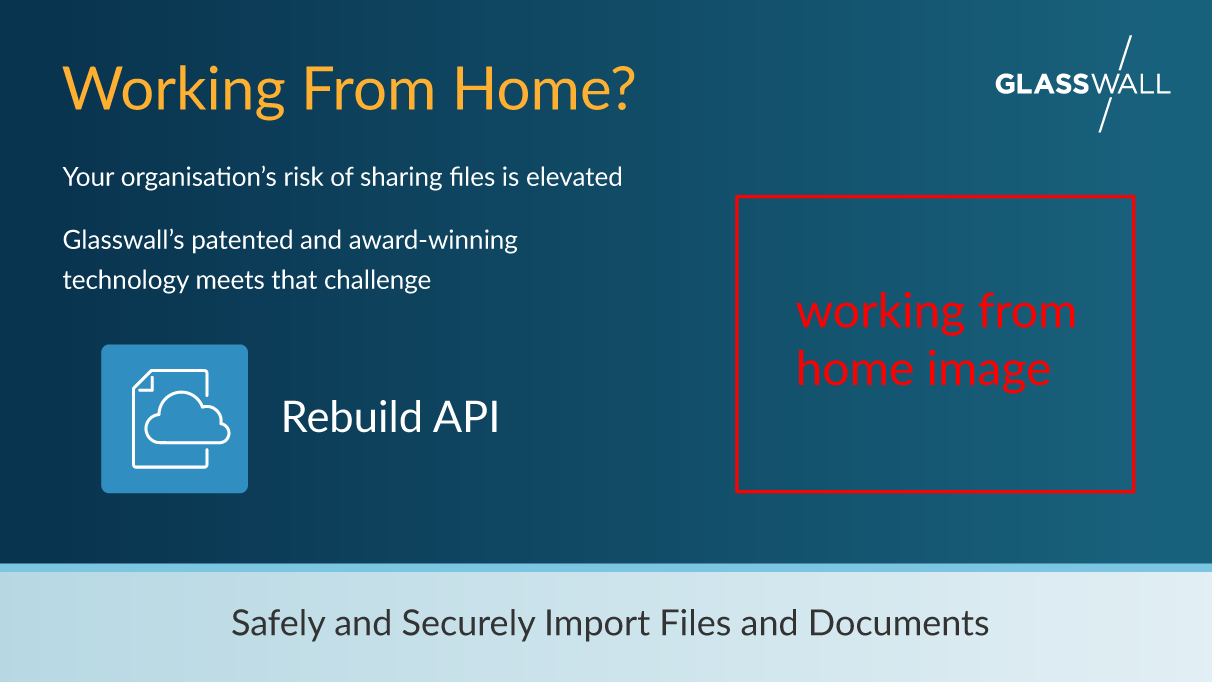 Working From Home?
GLASSWALL
Your organisation’s risk of sharing files is elevated
Glasswall’s patented and award-winning
technology meets that challenge
working from
home image
Rebuild API
Safely and Securely Import Files and Documents